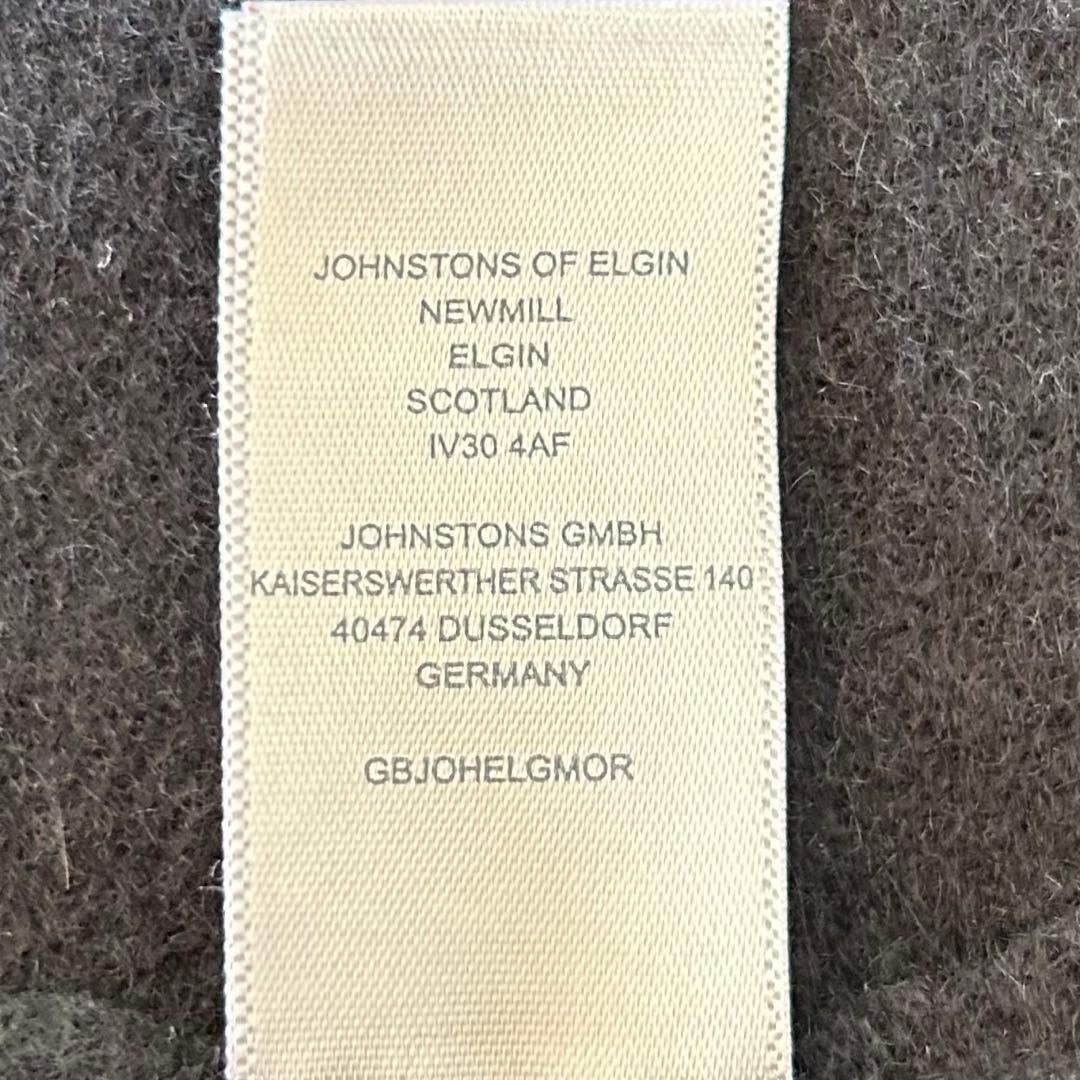 JOHNSTONS OF ELGIN
NEWMILL
ELGIN
SCOTLAND
IV30 4AF
JOHNSTONS GMBH
KAISERSWERTHER STRASSE 140
40474 DUSSELDORF
GERMANY
GBJOHELGMOR